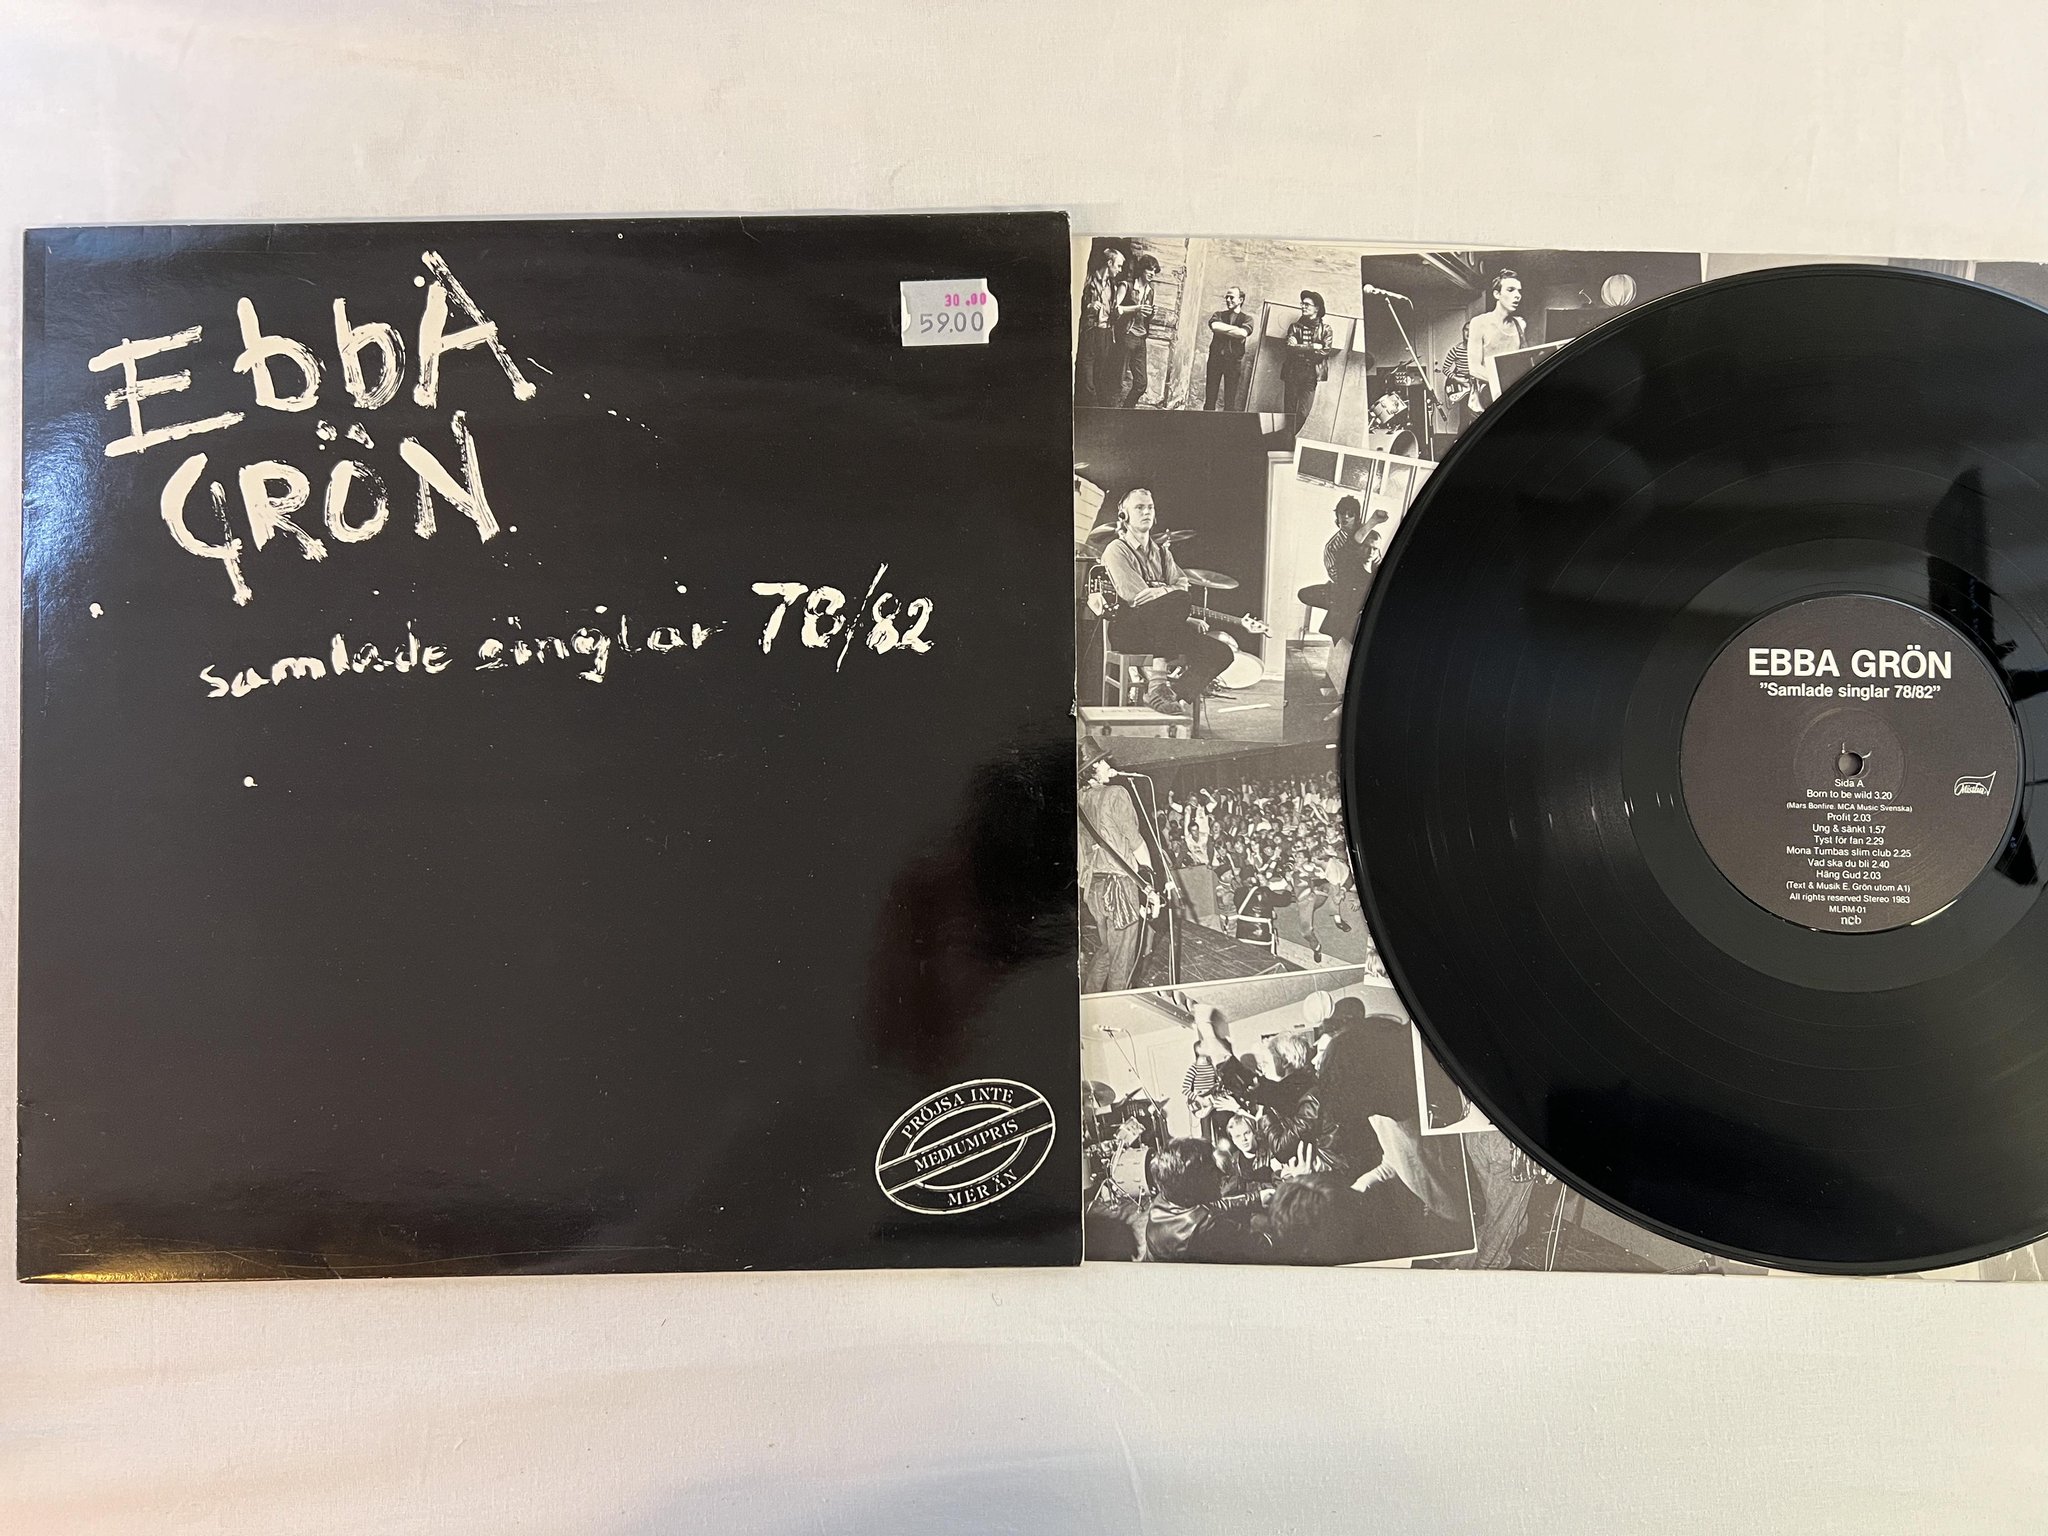 EbbA
GRÖN
samlade singlar 78/82
30.00
59.00
PRÖJSA INTE
MEDIUMPRIS
MER ÄN
EBBA GRÖN
"Samlade singlar 78/82"
Sida A
Born to be wild 3.20
(Mars Bonfire. MCA Music Svenska)
Profit 2.03
Ung & sänkt 1.57
Tyst för fan 2.29
Mona Tumbas slim club 2.25
Vad ska du bli 2.40
Häng Gud 2.03
(Text & Musik E. Grön utom A1)
All rights reserved Stereo 1983
MLRM-01
ncb
Mistlur